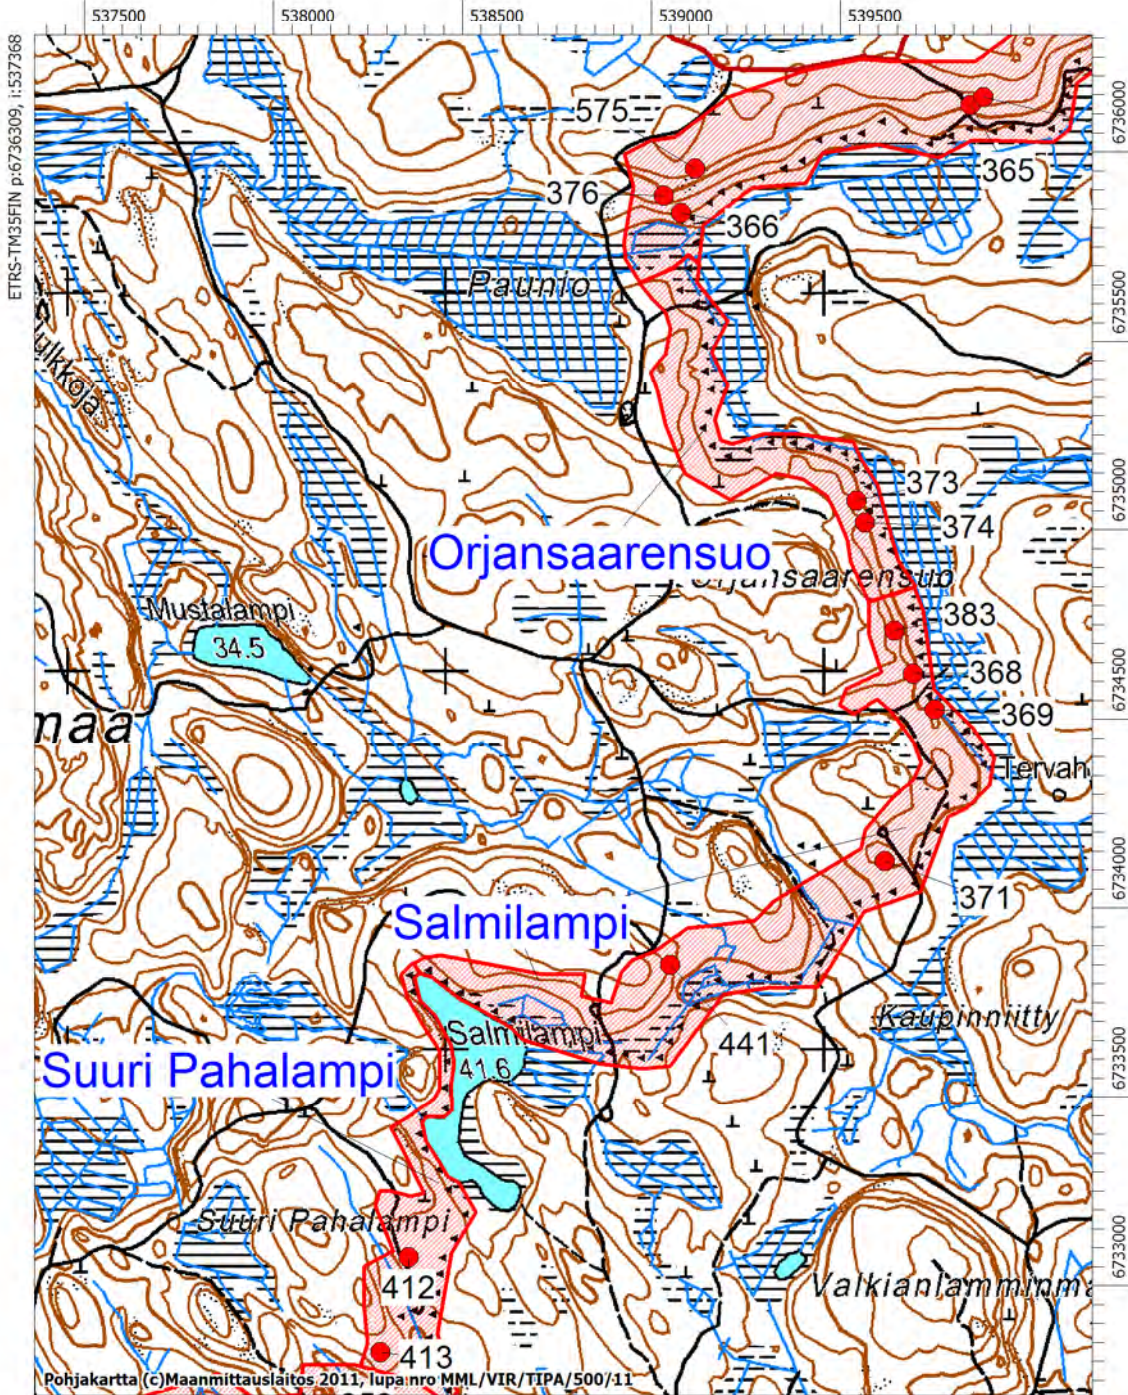 537500 538000 538500 539000 539500
ETRS-TM35FIN p:6736309, i:537368
6736000
575
365
376
366
Paunio
6735500
ulkkoja
373
6735000
374
Orjansaarensuo
Orjansaarensuo
Mustalampi
34.5
383
368
6734500
369
maa
Tervah
6734000
371
Salmilampi
Kaupinniitty
Salmilampi
441
41.6
6733500
Suuri Pahalampi
Suuri Pahalampi
6733000
412
Valkianlamminma
413
Pohjakartta (c)Maanmittauslaitos 2011, lupa nro MML/VIR/TIPA/500/11